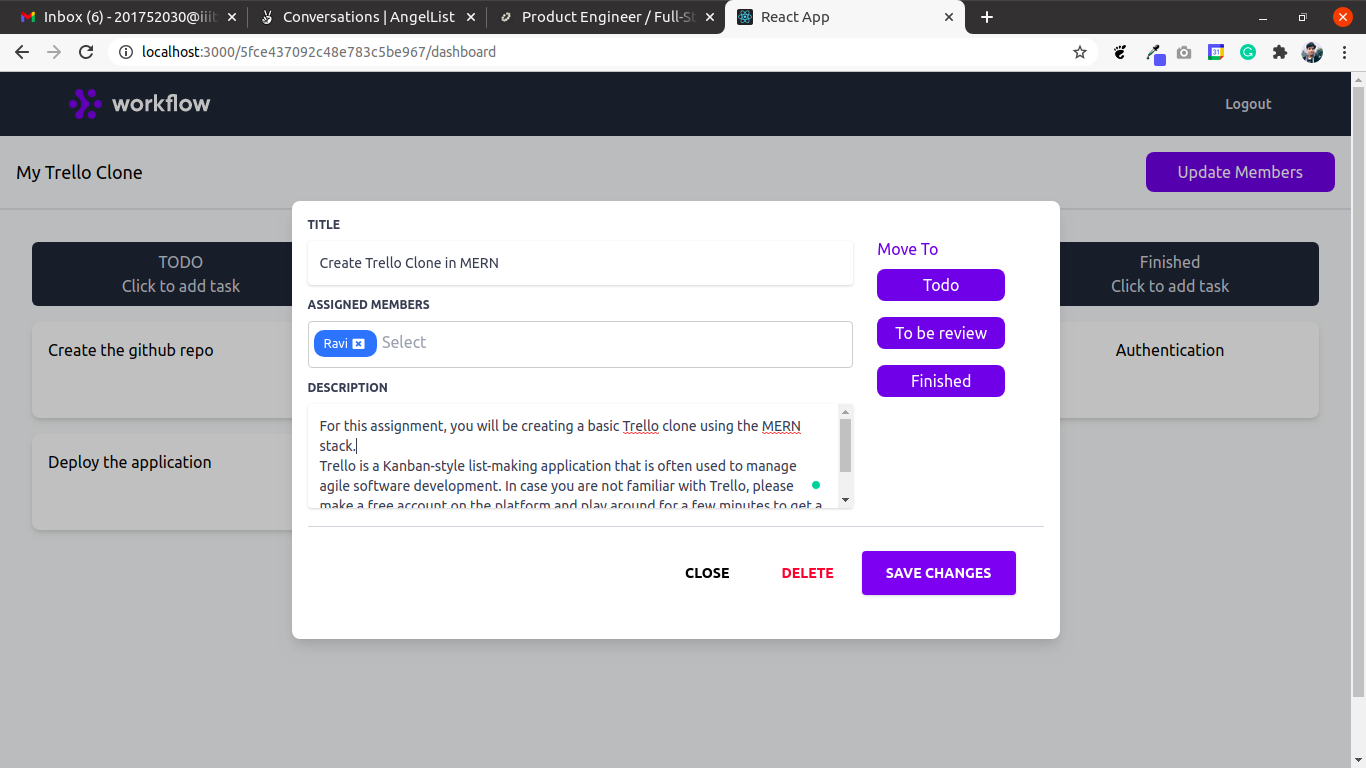 Inbox (6) - 201752030@iiit
Conversations | AngelList
Product Engineer / Full-St
React App
localhost:3000/5fce437092c48e783c5be967/dashboard
31
workflow
Logout
My Trello Clone
Update Members
TODO
Click to add task
Finished
Click to add task
Create the github repo
Deploy the application
Authentication
TITLE
Create Trello Clone in MERN
ASSIGNED MEMBERS
Ravi Select
DESCRIPTION
For this assignment, you will be creating a basic Trello clone using the MERN
stack.
Trello is a Kanban-style list-making application that is often used to manage
agile software development. In case you are not familiar with Trello, please
make a free account on the platform and play around for a few minutes to get a
Move To
Todo
To be review
Finished
CLOSE
DELETE
SAVE CHANGES